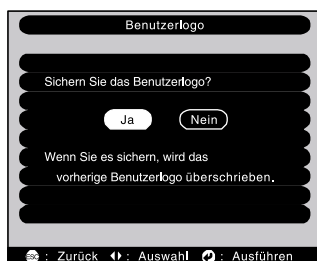 Benutzerlogo
Sichern Sie das Benutzerlogo?
Ja Nein
Wenn Sie es sichern, wird das
vorherige Benutzerlogo überschrieben.
Esc : Zurück : Auswahl : Ausführen